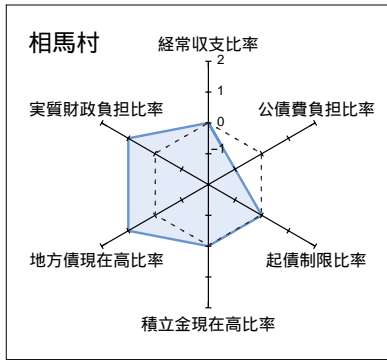 相馬村
経常収支比率
2
1
0
-1
公債費負担比率
実質財政負担比率
地方債現在高比率
起債制限比率
積立金現在高比率